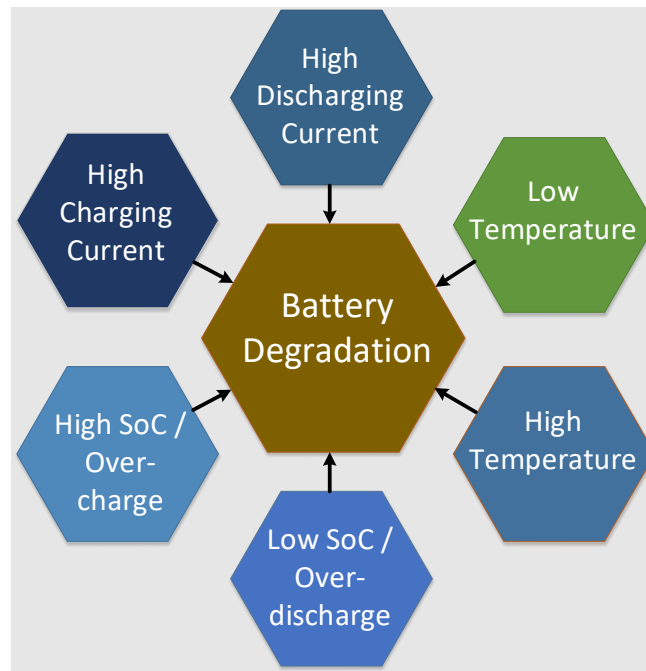 High
Discharging
Current
High
Charging
Current
Low
Temperature
Battery
Degradation
High SoC /
Over-
charge
High
Temperature
Low SoC /
Over-
discharge